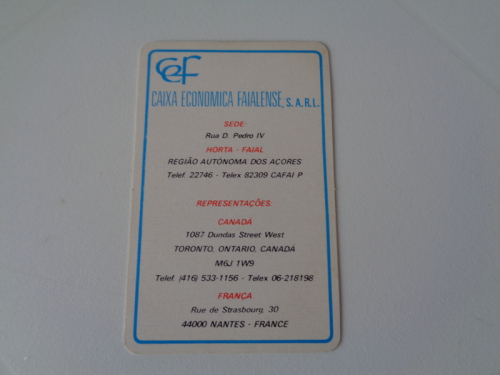 CEF
CAIXA ECONOMICA FAIALENSE, S.A.R.L.
SEDE:
Rua D. Pedro IV
HORTA - FAIAL
REGIÃO AUTÓNOMA DOS AÇORES
Telef. 22746 - Telex 82309 CAFAI P
REPRESENTAÇÕES:
CANADÁ
1087 Dundas Street West
TORONTO, ONTARIO, CANADÁ
M6J 1W9
Telef. (416) 533-1156 - Telex 06-218198
FRANÇA
Rue de Strasbourg, 30
44000 NANTES - FRANCE